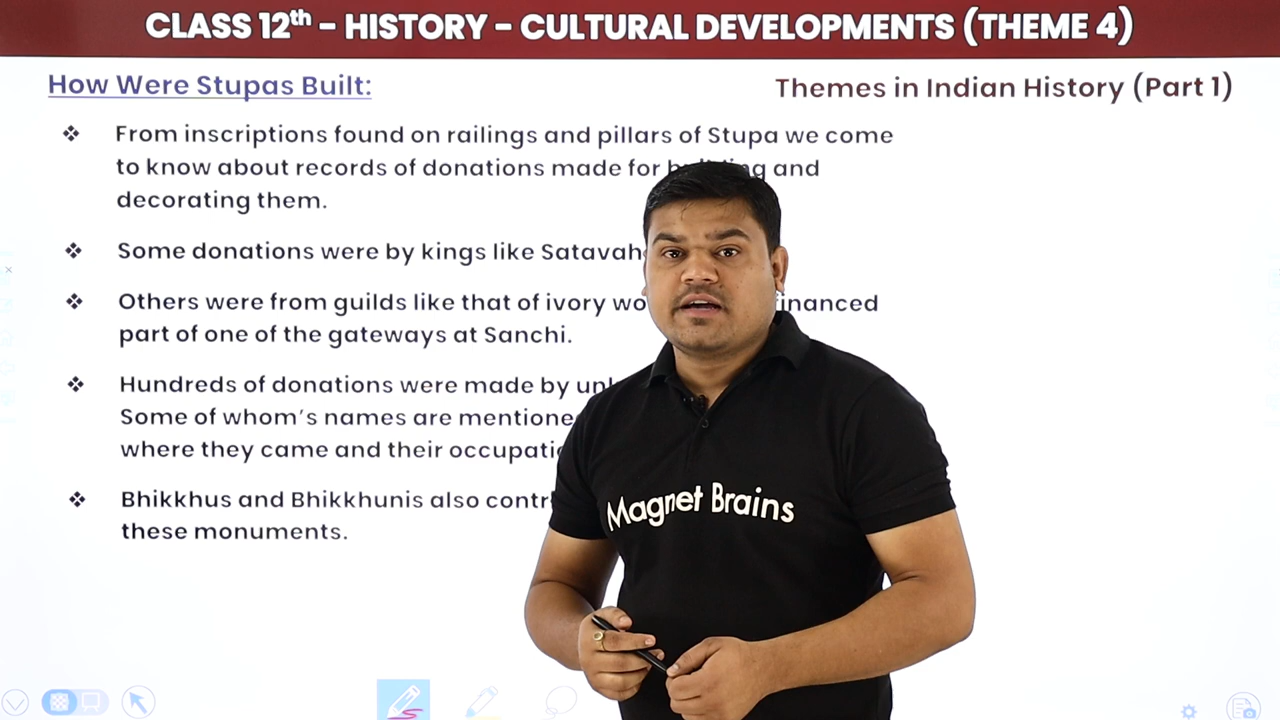 CLASS 12th – HISTORY – CULTURAL DEVELOPMENTS (THEME 4)
How Were Stupas Built:
Themes in Indian History (Part 1)
From inscriptions found on railings and pillars of Stupa we come
to know about records of donations made for and
decorating them.
Some donations were by kings like
Others were from guilds like that of ivory financed
part of one of the gateways at Sanchi.
Hundreds of donations were made by
Some of whom's names are
where they came and their
Bhikkhus and Bhikkhunis also
these monuments.
Magnet Brains